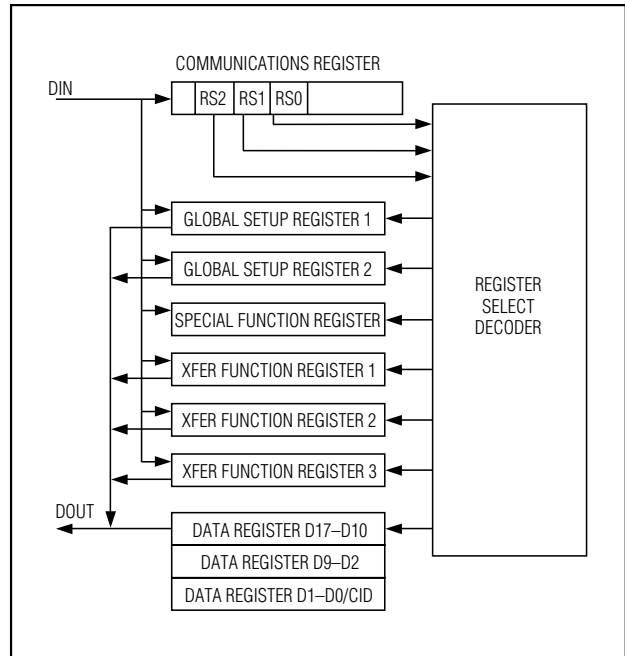 COMMUNICATIONS REGISTER
DIN
RS2 RS1 RS0
GLOBAL SETUP REGISTER 1
GLOBAL SETUP REGISTER 2
SPECIAL FUNCTION REGISTER
XFER FUNCTION REGISTER 1
XFER FUNCTION REGISTER 2
XFER FUNCTION REGISTER 3
REGISTER
SELECT
DECODER
DOUT
DATA REGISTER D17–D10
DATA REGISTER D9–D2
DATA REGISTER D1–D0/CID